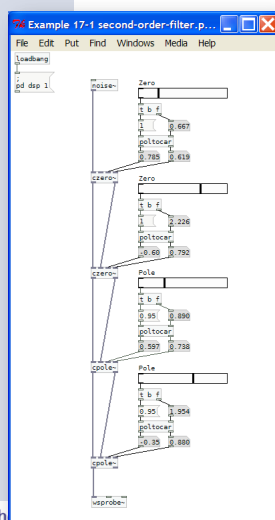 Example 17-1 second-order-filter.p...
File Edit Put Find Windows Media Help
loadbang
;
pd dsp 1
noise~
Zero
t b f
1 0.667
poltocar
0.785 0.619
czero~
Zero
t b f
1 2.226
poltocar
-0.60 0.792
czero~
Pole
t b f
0.95 0.890
poltocar
0.597 0.738
cpole~
Pole
t b f
0.95 1.954
poltocar
-0.35 0.880
cpole~
wsprobe~